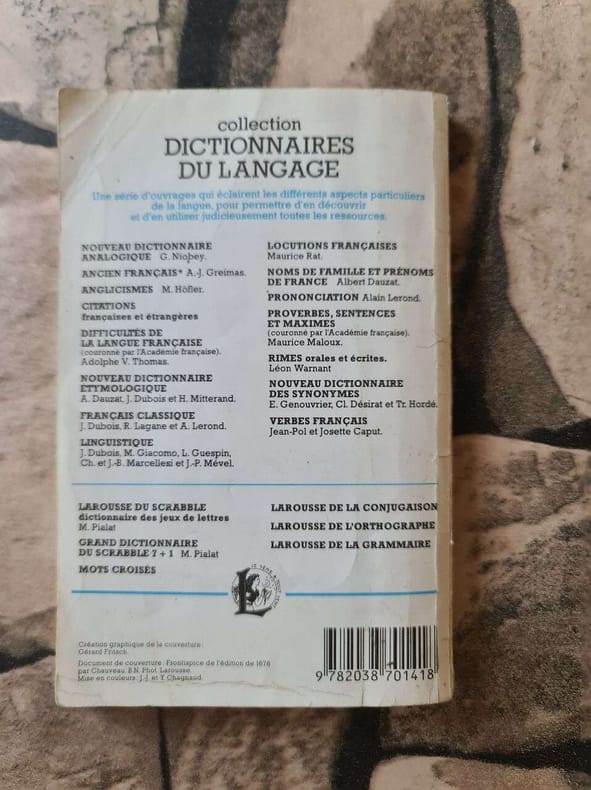 collection
DICTIONNAIRES
DU LANGAGE
Une série d'ouvrages qui éclairent les différents aspects particuliers
de la langue, pour permettre d'en découvrir
et d'en utiliser judicieusement toutes les ressources.
NOUVEAU DICTIONNAIRE
ANALOGIQUE G. Niobey.
ANCIEN FRANÇAIS* A.-J. Greimas.
ANGLICISMES M. Höfler.
CITATIONS
françaises et étrangères
DIFFICULTÉS DE
LA LANGUE FRANÇAISE
(couronné par l'Académie française).
Adolphe V. Thomas.
NOUVEAU DICTIONNAIRE
ÉTYMOLOGIQUE
A. Dauzat, J. Dubois et H. Mitterand.
FRANÇAIS CLASSIQUE
J. Dubois, R. Lagane et A. Lerond.
LINGUISTIQUE
J. Dubois, M. Giacomo, L. Guespin,
Ch. et J.-B. Marcellesi et J.-P. Mével.
LOCUTIONS FRANÇAISES
Maurice Rat.
NOMS DE FAMILLE ET PRÉNOMS
DE FRANCE Albert Dauzat.
PRONONCIATION Alain Lerond.
PROVERBES, SENTENCES
ET MAXIMES
(couronné par l'Académie française).
Maurice Maloux.
RIMES orales et écrites.
Léon Warnant
NOUVEAU DICTIONNAIRE
DES SYNONYMES
E. Genouvrier, Cl. Désirat et Tr. Hordé.
VERBES FRANÇAIS
Jean-Pol et Josette Caput.
LAROUSSE DU SCRABBLE
dictionnaire des jeux de lettres
M. Pialat
GRAND DICTIONNAIRE
DU SCRABBLE 7 + 1 M. Pialat
MOTS CROISÉS
LAROUSSE DE LA CONJUGAISON
LAROUSSE DE L'ORTHOGRAPHE
LAROUSSE DE LA GRAMMAIRE
JE SÈME À TOUT VENT
L
Création graphique de la couverture :
Gérard Fritsch.
Document de couverture : Frontispice de l'édition de 1676
par Chauveau. B.N. Phot. Larousse.
Mise en couleurs : J.-J. et Y. Chagnaud.
9 782038 701418